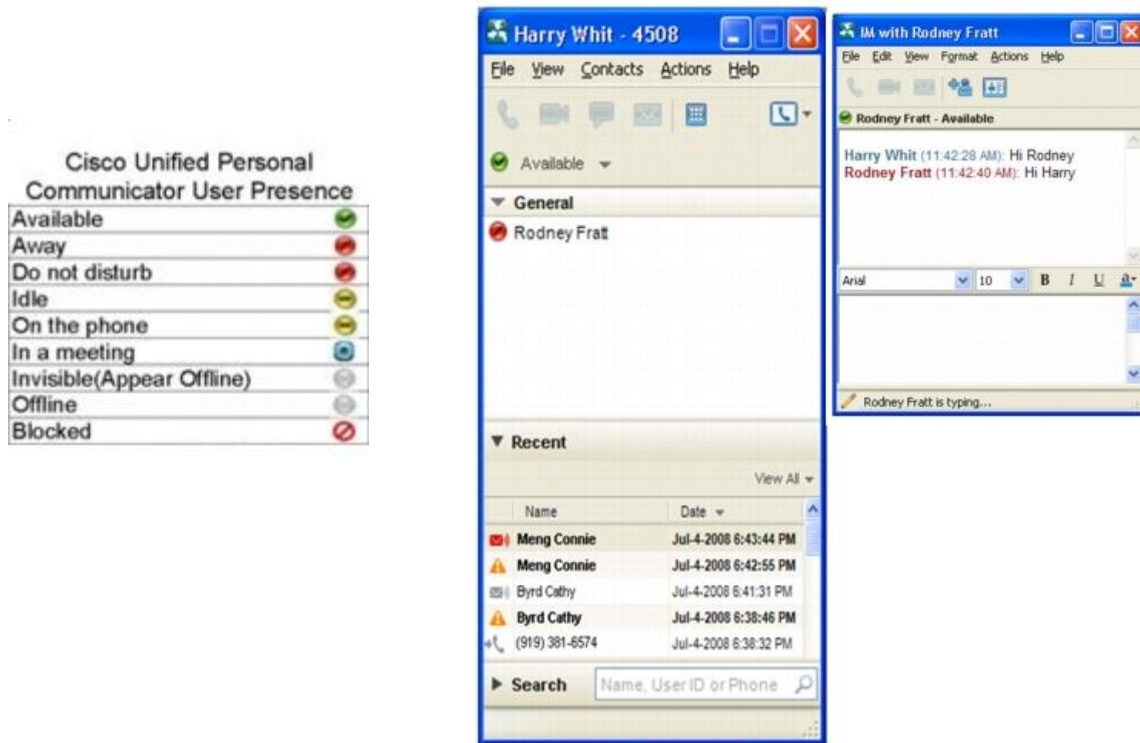 Cisco Unified Personal
Communicator User Presence
Available
Away
Do not disturb
Idle
On the phone
In a meeting
Invisible(Appear Offline)
Offline
Blocked
Harry Whit - 4508
File View Contacts Actions Help
Available
General
Rodney Fratt
Recent
View All
Name Date
Meng Connie Jul-4-2008 6:43:44 PM
Meng Connie Jul-4-2008 6:42:55 PM
Byrd Cathy Jul-4-2008 6:41:31 PM
Byrd Cathy Jul-4-2008 6:38:46 PM
(919) 381-6574 Jul-4-2008 6:38:32 PM
Search Name, User ID or Phone
IM with Rodney Fratt
File Edit View Format Actions Help
Rodney Fratt - Available
Harry Whit (11:42:28 AM): Hi Rodney
Rodney Fratt (11:42:40 AM): Hi Harry
Arial 10 B I U a
Rodney Fratt is typing...